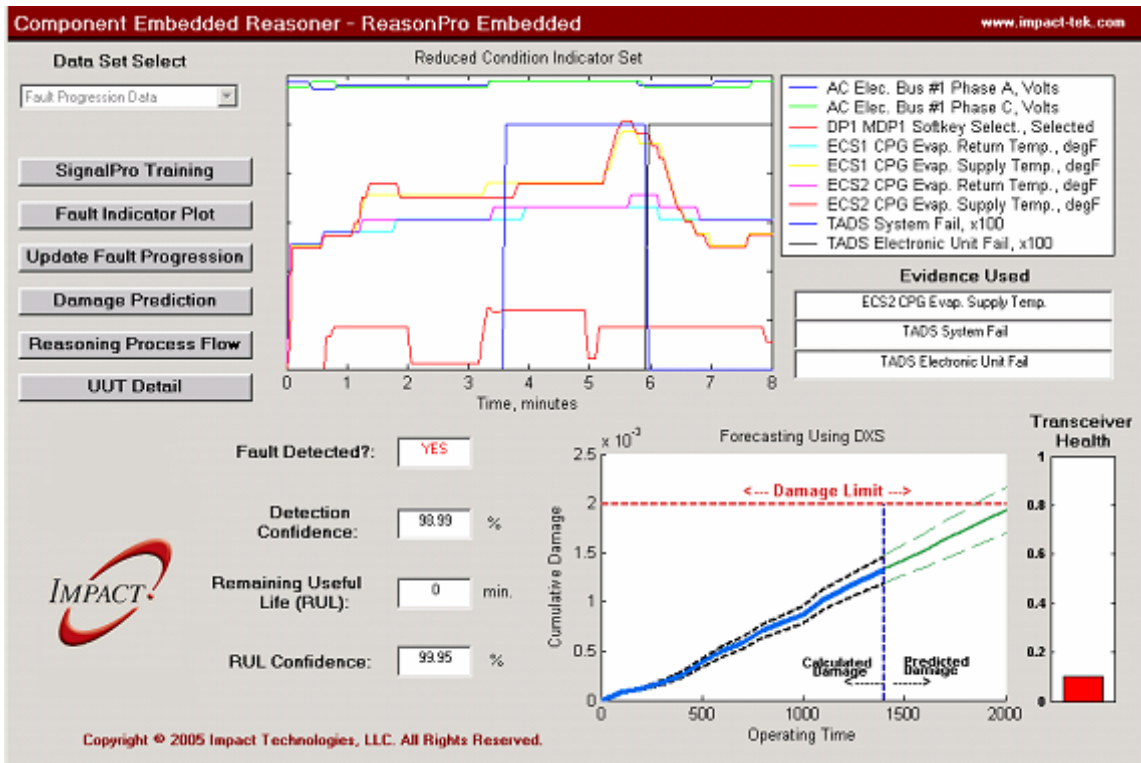 Component Embedded Reasoner - ReasonPro Embedded
www.impact-tek.com
Data Set Select
Fault Progression Data
SignalPro Training
Fault Indicator Plot
Update Fault Progression
Damage Prediction
Reasoning Process Flow
UUT Detail
Reduced Condition Indicator Set
0 1 2 3 4 5 6 7 8
Time, minutes
AC Elec. Bus #1 Phase A, Volts
AC Elec. Bus #1 Phase C, Volts
DP1 MDP1 Softkey Select., Selected
ECS1 CPG Evap. Return Temp., degF
ECS1 CPG Evap. Supply Temp., degF
ECS2 CPG Evap. Return Temp., degF
ECS2 CPG Evap. Supply Temp., degF
TADS System Fail, x100
TADS Electronic Unit Fail, x100
Evidence Used
ECS2 CPG Evap. Supply Temp.
TADS System Fail
TADS Electronic Unit Fail
Fault Detected?: YES
Detection
Confidence: 98.99 %
Remaining Useful
Life (RUL): 0 min.
RUL Confidence: 99.95 %
IMPACT
Forecasting Using DXS
x 10-3
2.5
2
1.5
1
0.5
0
Cumulative Damage
<--- Damage Limit --->
Calculated
Damage
<------
Predicted
Damage
------>
0 500 1000 1500 2000
Operating Time
Transceiver
Health
1
0.8
0.6
0.4
0.2
0
Copyright © 2005 Impact Technologies, LLC. All Rights Reserved.